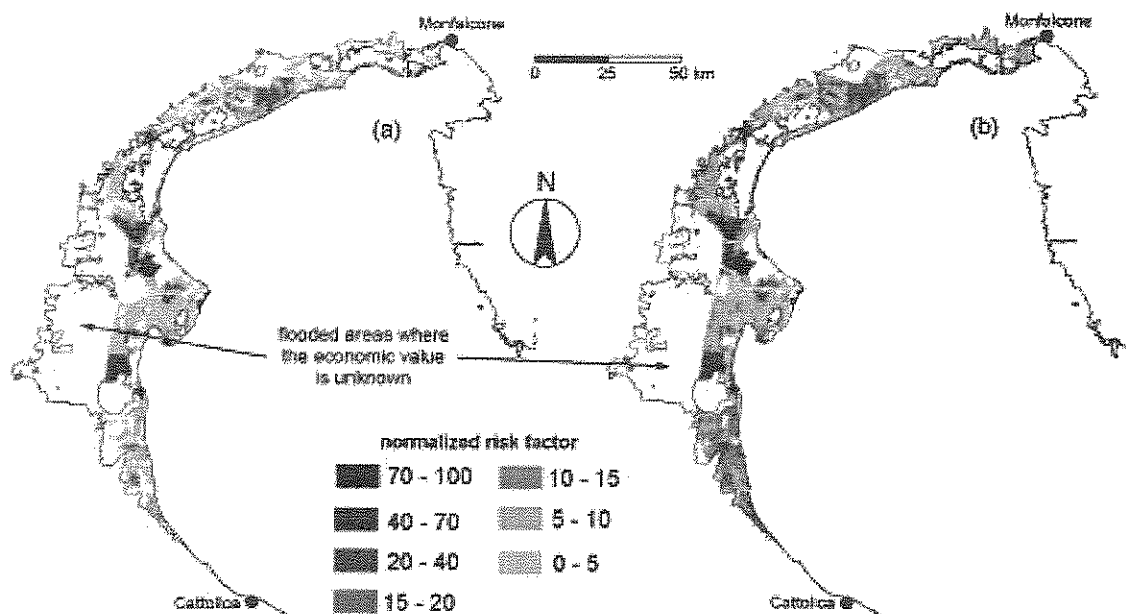 Monfalcone
Monfalcone
0 25 50 km
(a)
(b)
N
flooded areas where
the economic value
is unknown
normalized risk factor
70 - 100
10 - 15
40 - 70
5 - 10
20 - 40
0 - 5
15 - 20
Cattolica
Cattolica